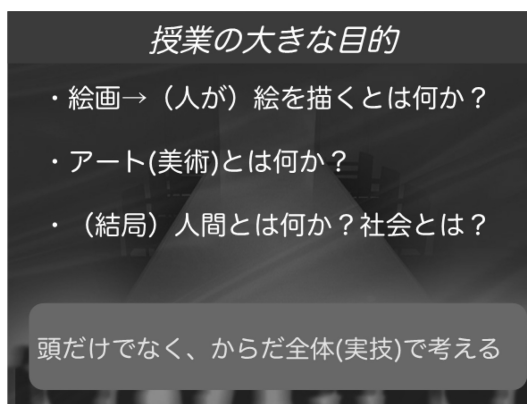 授業の大きな目的
・絵画→（人が）絵を描くとは何か？
・アート(美術)とは何か？
・（結局）人間とは何か？社会とは？
頭だけでなく、からだ全体(実技)で考える